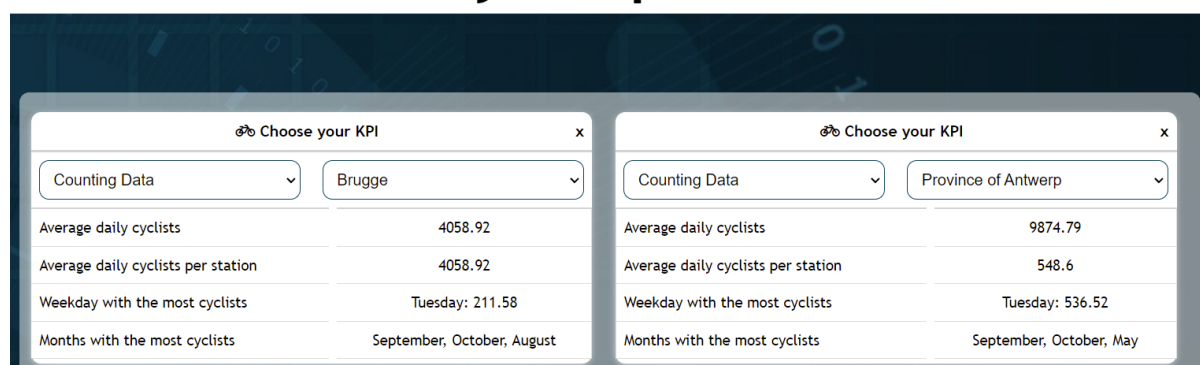 Choose your KPI x
Counting Data Brugge
Average daily cyclists 4058.92
Average daily cyclists per station 4058.92
Weekday with the most cyclists Tuesday: 211.58
Months with the most cyclists September, October, August
Choose your KPI x
Counting Data Province of Antwerp
Average daily cyclists 9874.79
Average daily cyclists per station 548.6
Weekday with the most cyclists Tuesday: 536.52
Months with the most cyclists September, October, May